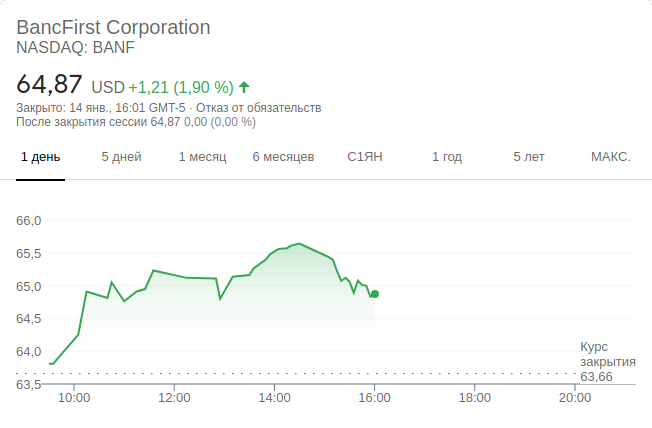 BancFirst Corporation
NASDAQ: BANF
64,87 USD +1,21 (1,90 %)
Закрыто: 14 янв., 16:01 GMT-5 · Отказ от обязательств
После закрытия сессии 64,87 0,00 (0,00 %)
1 день 5 дней 1 месяц 6 месяцев С1ЯН 1 год 5 лет МАКС.
66,0
65,5
65,0
64,5
64,0
63,5
Курс
закрытия
63,66
10:00 12:00 14:00 16:00 18:00 20:00